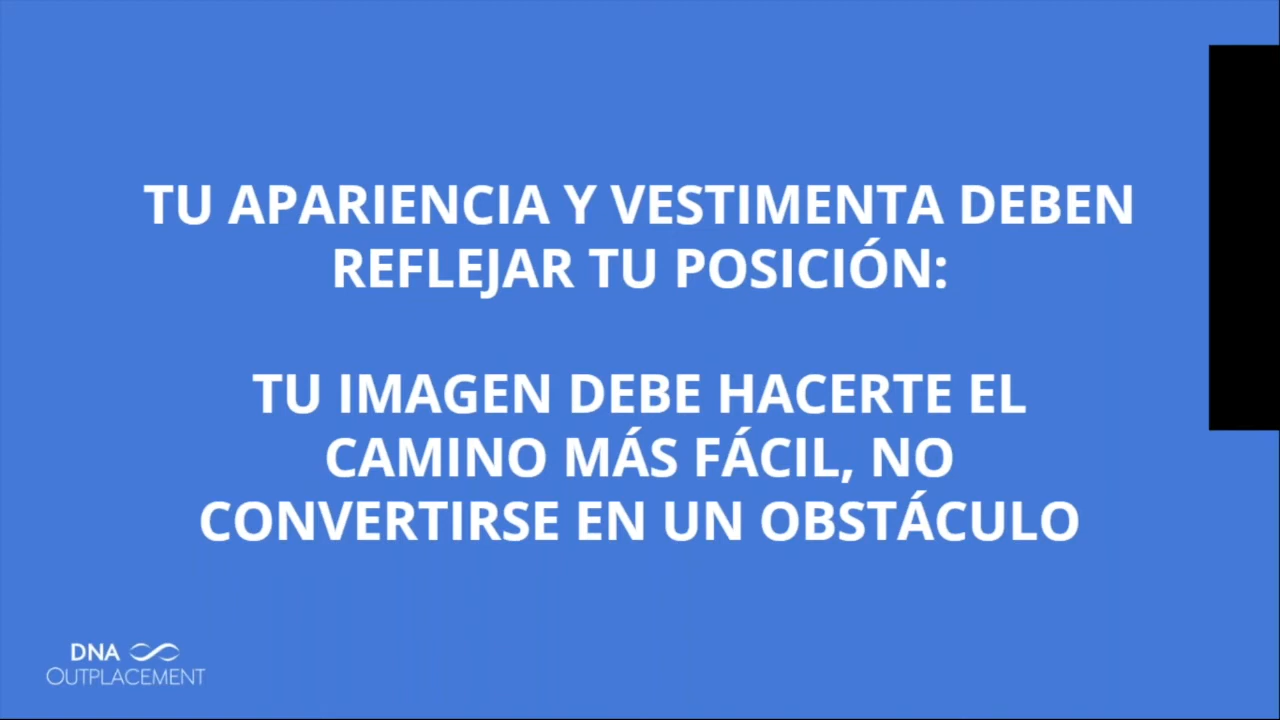 TU APARIENCIA Y VESTIMENTA DEBEN
REFLEJAR TU POSICIÓN:
TU IMAGEN DEBE HACERTE EL
CAMINO MÁS FÁCIL, NO
CONVERTIRSE EN UN OBSTÁCULO
DNA
OUTPLACEMENT